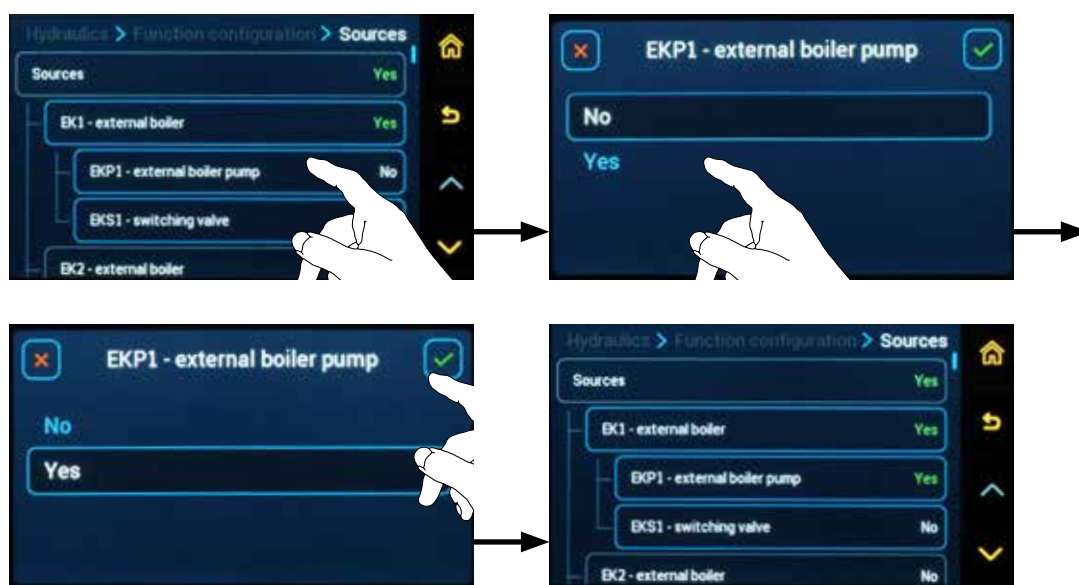 Hydraulics > Function configuration > Sources
Sources Yes
EK1 - external boiler Yes
EKP1 - external boiler pump No
EKS1 - switching valve
EK2 - external boiler
EKP1 - external boiler pump
No
Yes
EKP1 - external boiler pump
No
Yes
Hydraulics > Function configuration > Sources
Sources Yes
EK1 - external boiler Yes
EKP1 - external boiler pump Yes
EKS1 - switching valve No
EK2 - external boiler No